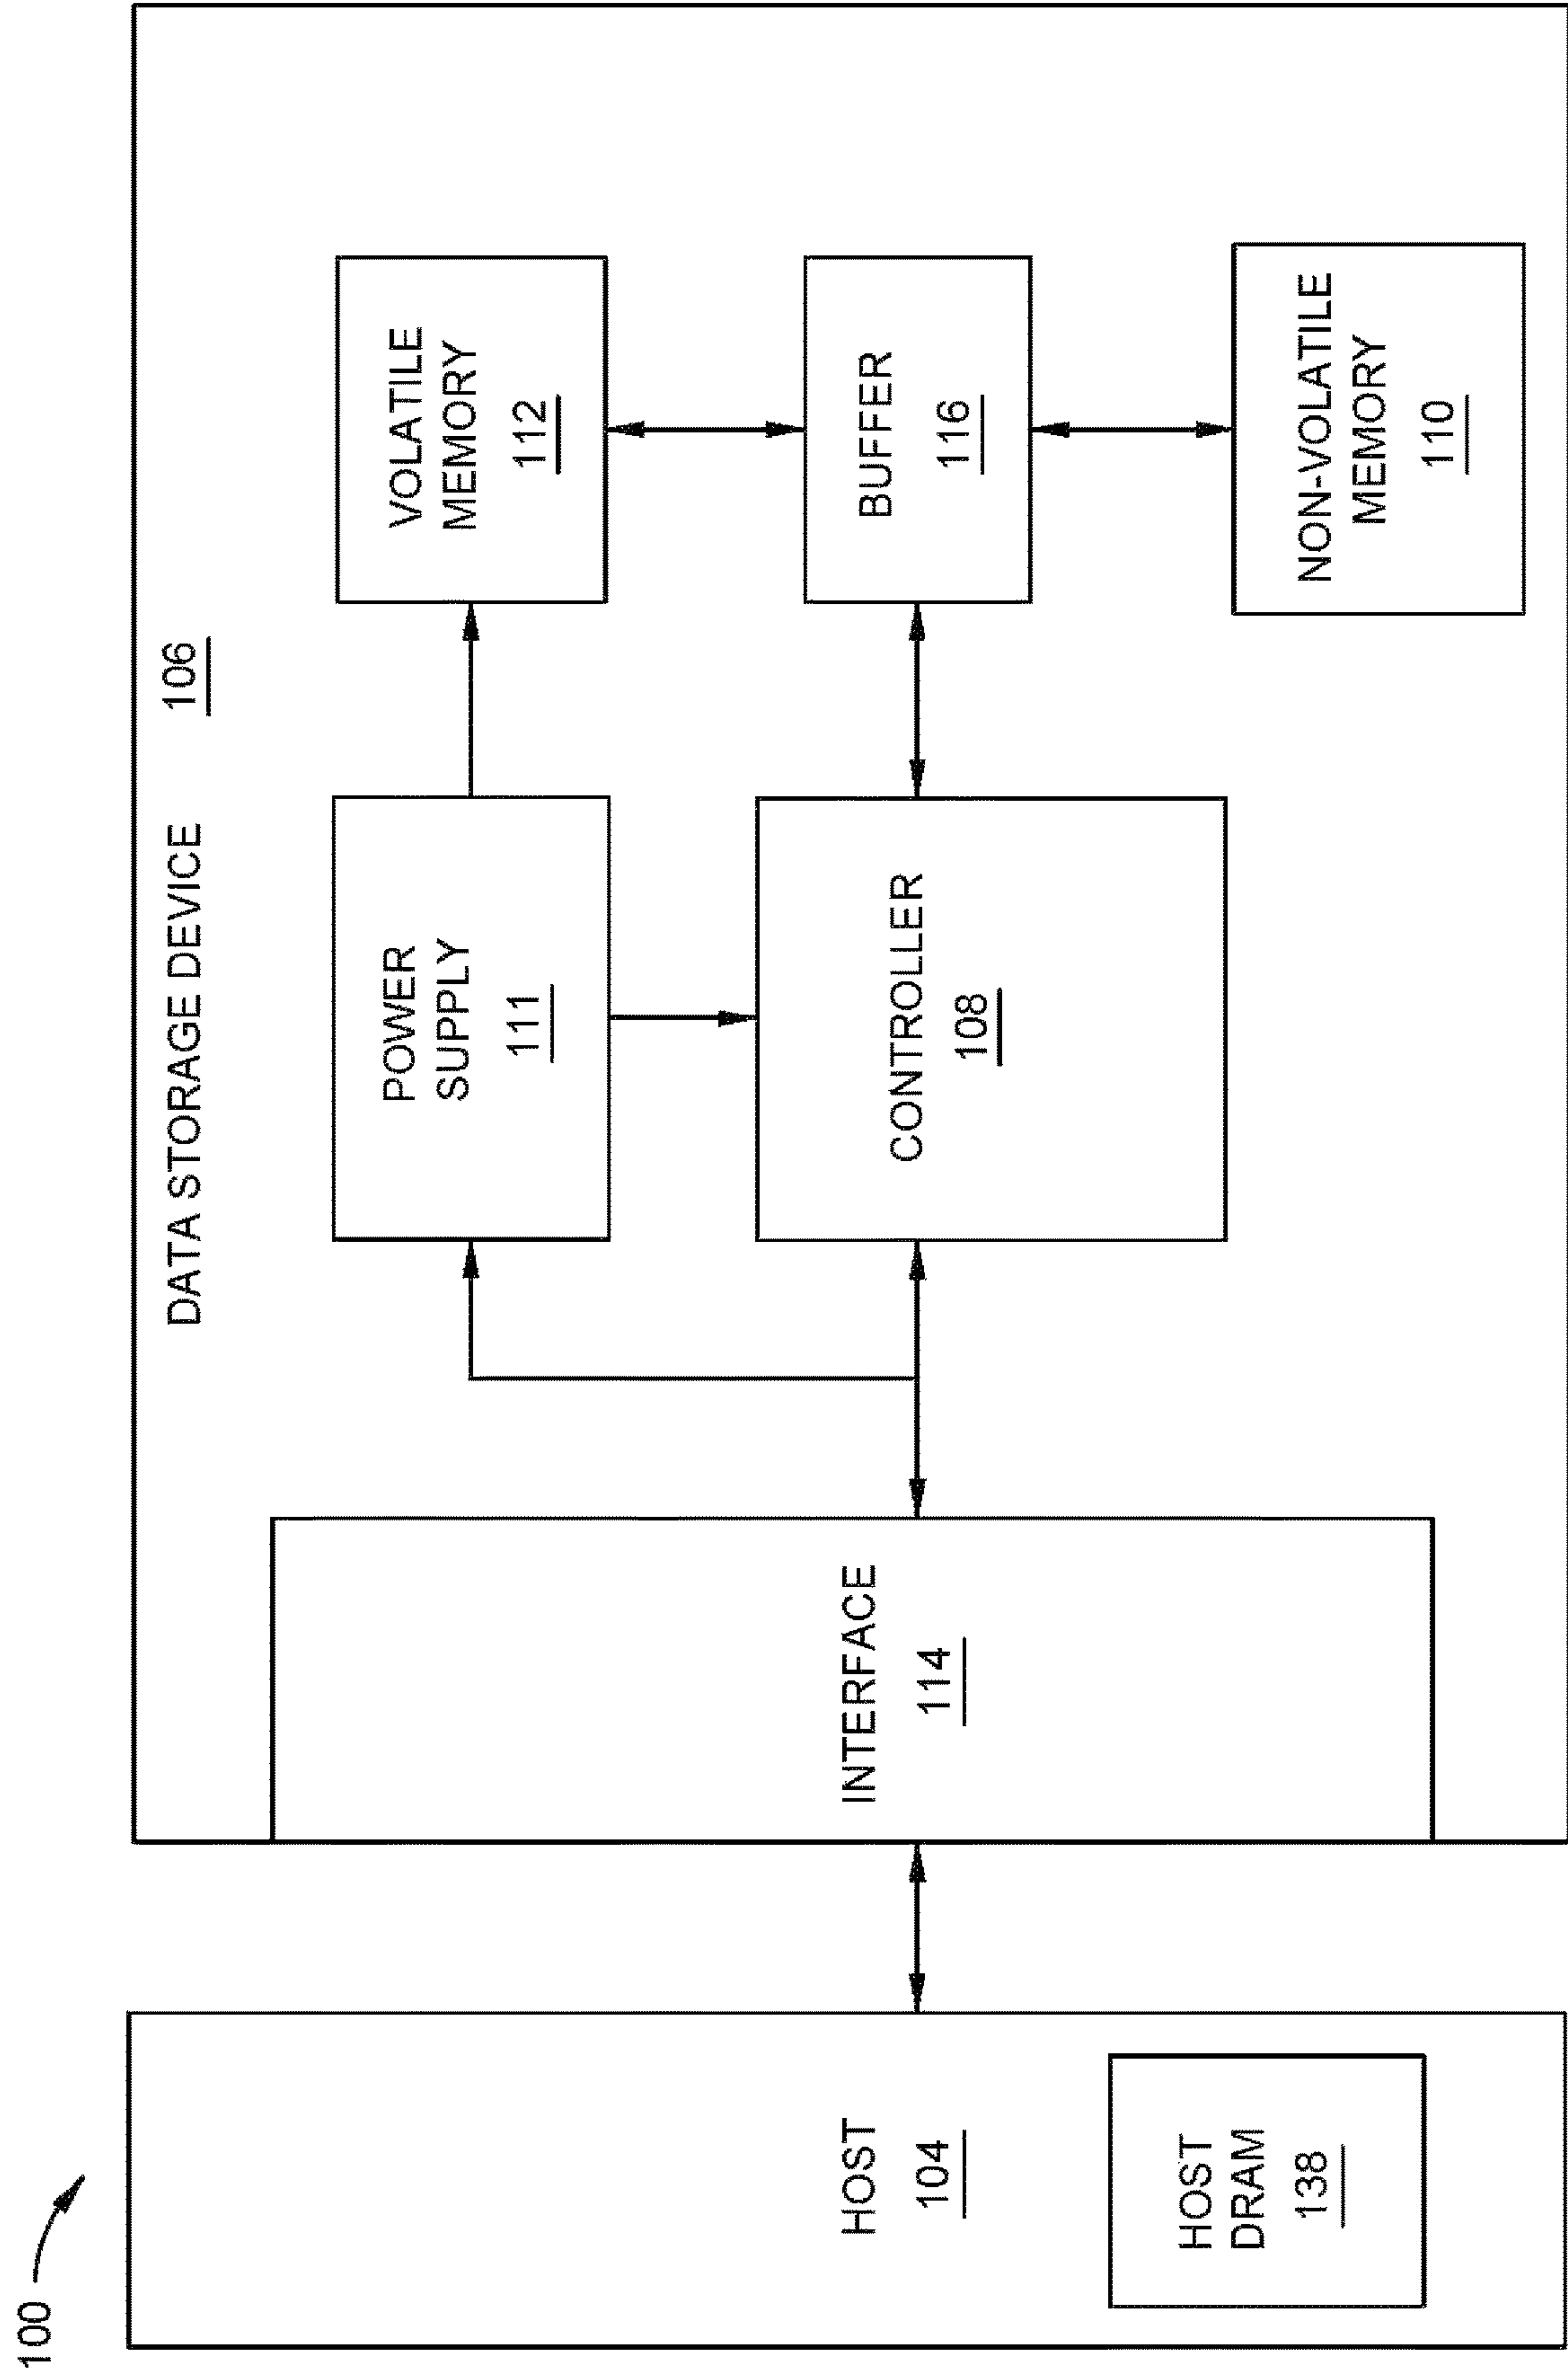 100
HOST
104
HOST
DRAM
138
DATA STORAGE DEVICE 106
INTERFACE
114
POWER
SUPPLY
111
CONTROLLER
108
VOLATILE
MEMORY
112
BUFFER
116
NON-VOLATILE
MEMORY
110